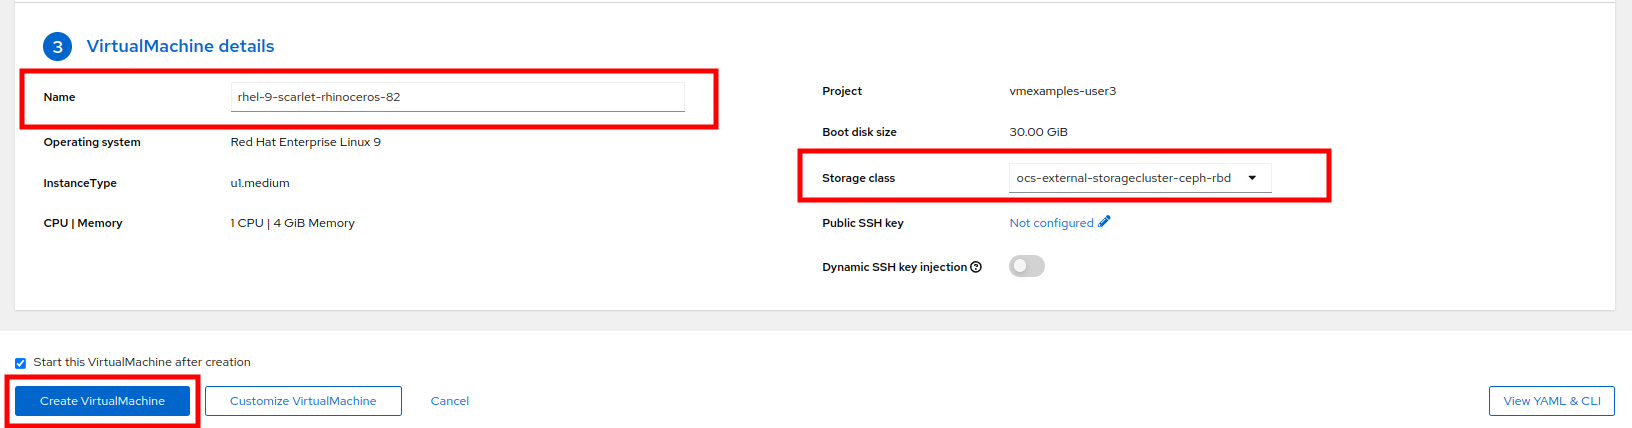 3 VirtualMachine details
Name rhel-9-scarlet-rhinoceros-82
Operating system Red Hat Enterprise Linux 9
InstanceType u1.medium
CPU | Memory 1 CPU | 4 GiB Memory
Project vmexamples-user3
Boot disk size 30.00 GiB
Storage class ocs-external-storagecluster-ceph-rbd
Public SSH key Not configured
Dynamic SSH key injection
Start this VirtualMachine after creation
Create VirtualMachine Customize VirtualMachine Cancel View YAML & CLI